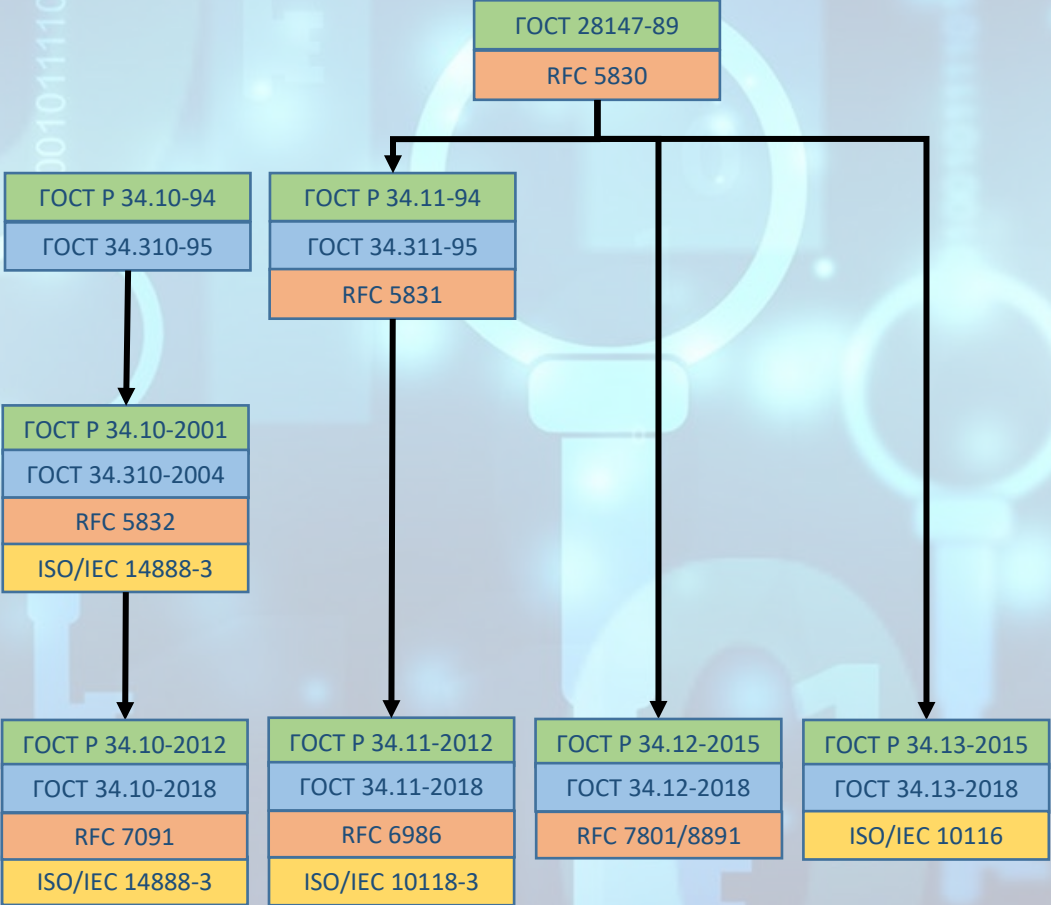 ГОСТ 28147-89
RFC 5830
ГОСТ Р 34.10-94
ГОСТ 34.310-95
ГОСТ Р 34.11-94
ГОСТ 34.311-95
RFC 5831
ГОСТ Р 34.10-2001
ГОСТ 34.310-2004
RFC 5832
ISO/IEC 14888-3
ГОСТ Р 34.10-2012
ГОСТ 34.10-2018
RFC 7091
ISO/IEC 14888-3
ГОСТ Р 34.11-2012
ГОСТ 34.11-2018
RFC 6986
ISO/IEC 10118-3
ГОСТ Р 34.12-2015
ГОСТ 34.12-2018
RFC 7801/8891
ГОСТ Р 34.13-2015
ГОСТ 34.13-2018
ISO/IEC 10116